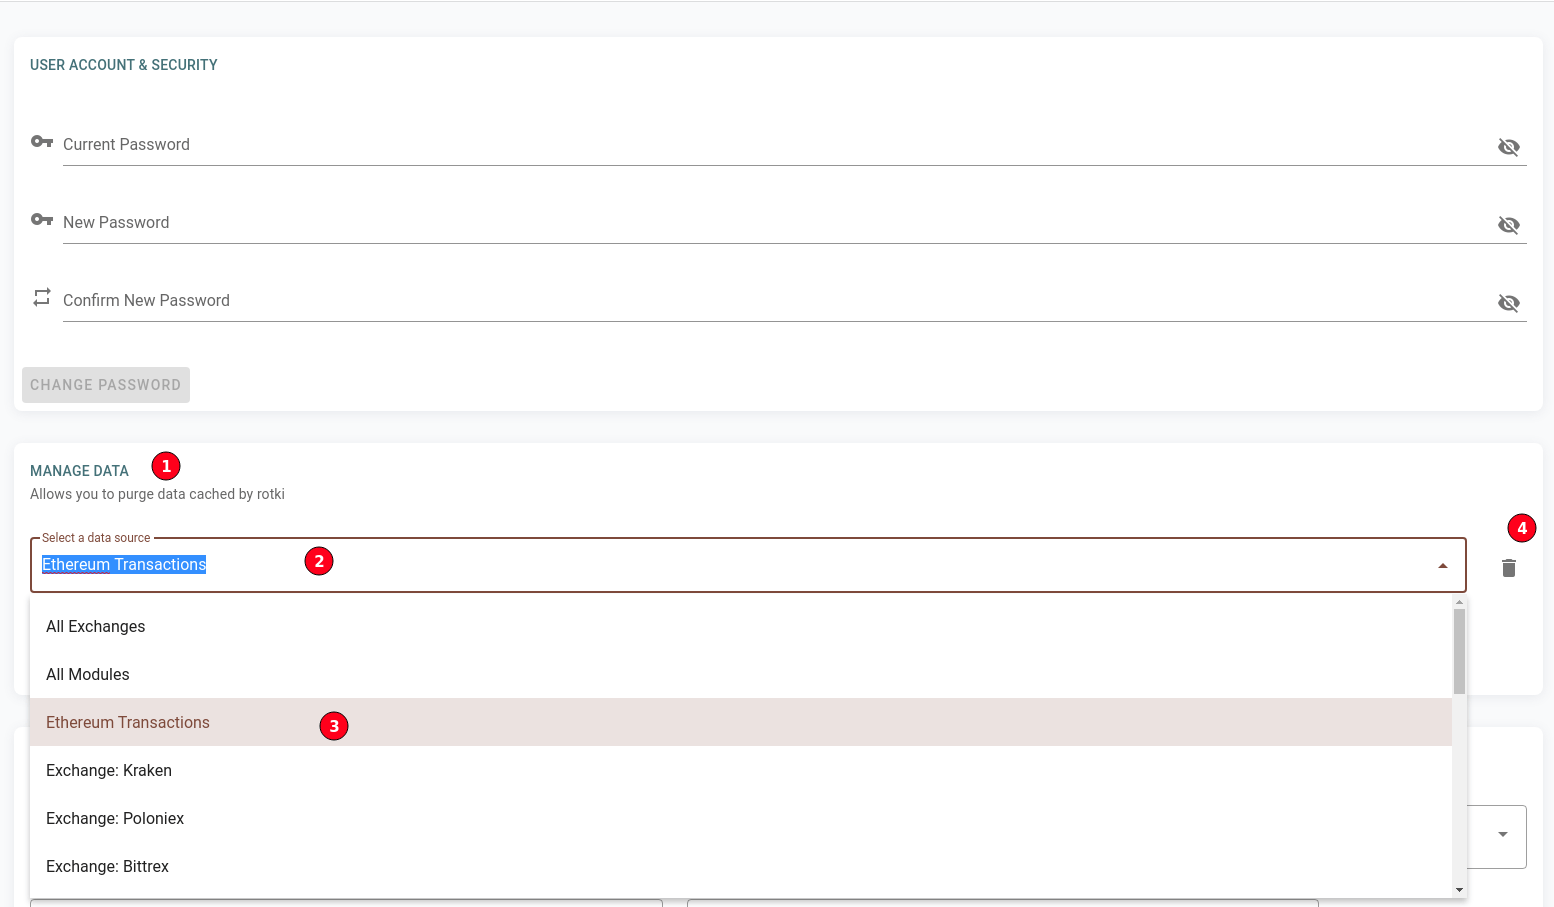 USER ACCOUNT & SECURITY
Current Password
New Password
Confirm New Password
CHANGE PASSWORD
MANAGE DATA 1
Allows you to purge data cached by rotki
4
Select a data source
Ethereum Transactions 2
All Exchanges
All Modules
Ethereum Transactions 3
Exchange: Kraken
Exchange: Poloniex
Exchange: Bittrex